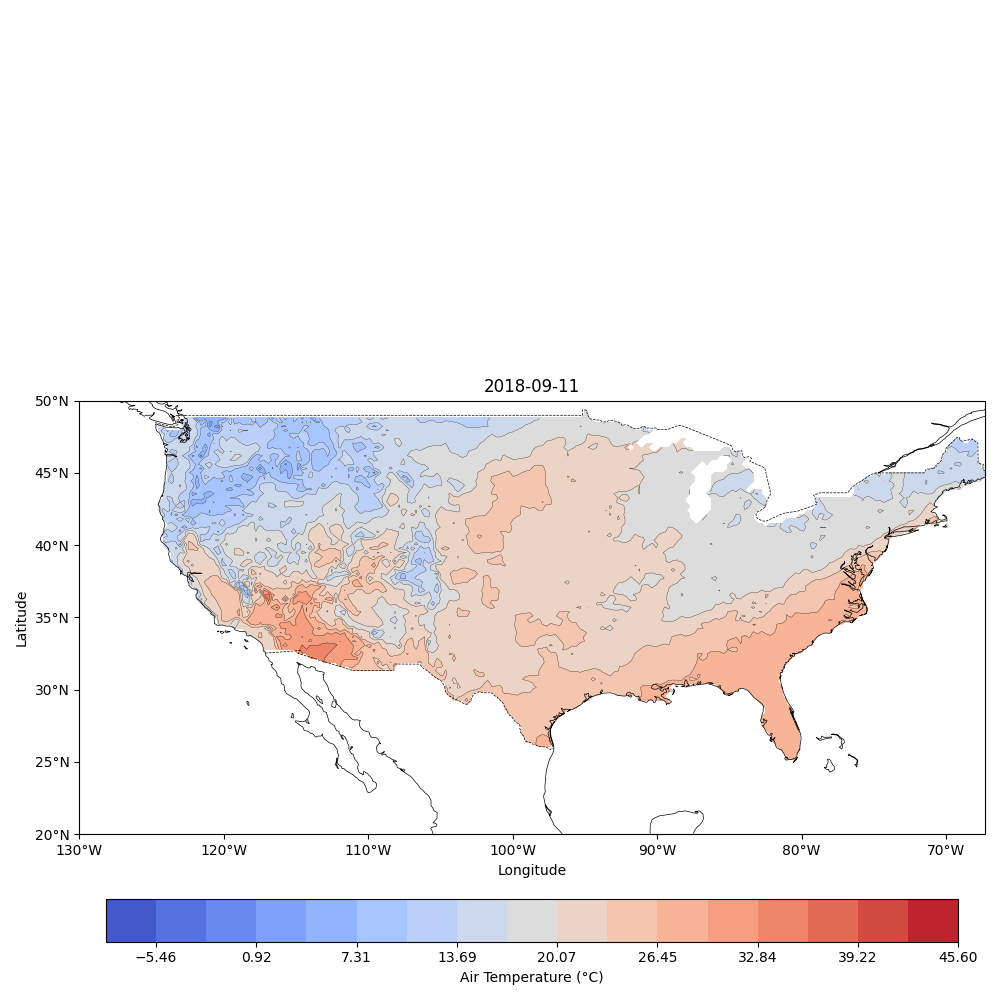 2018-09-11
50°N
45°N
40°N
35°N
30°N
25°N
20°N
Latitude
130°W 120°W 110°W 100°W 90°W 80°W 70°W
Longitude
−5.46 0.92 7.31 13.69 20.07 26.45 32.84 39.22 45.60
Air Temperature (°C)